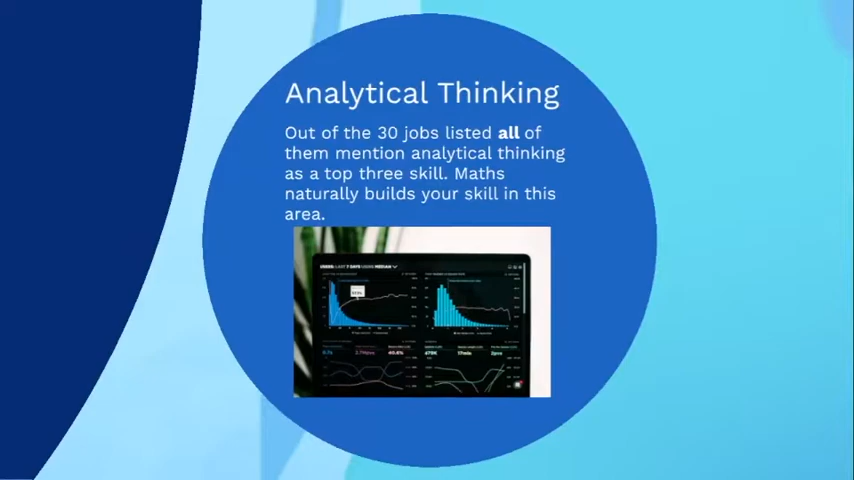 Analytical Thinking
Out of the 30 jobs listed all of
them mention analytical thinking
as a top three skill. Maths
naturally builds your skill in this
area.